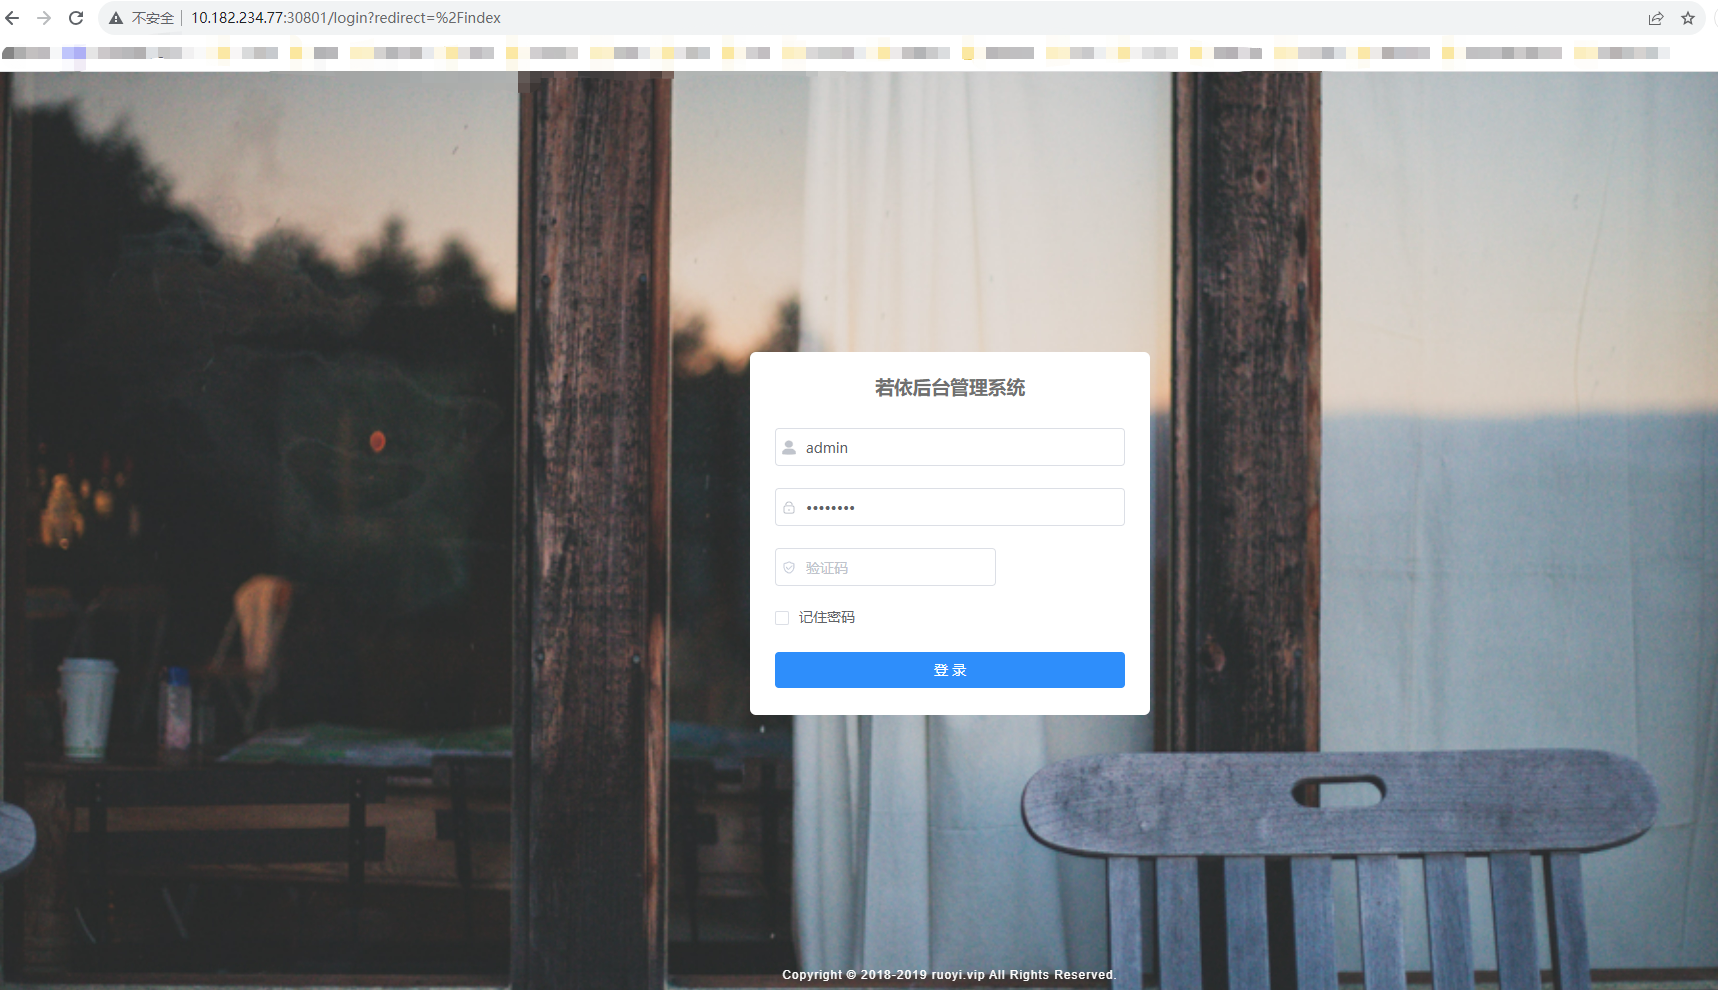 不安全 10.182.234.77:30801/login?redirect=%2Findex
若依后台管理系统
admin
••••••••
验证码
记住密码
登 录
Copyright © 2018-2019 ruoyi.vip All Rights Reserved.